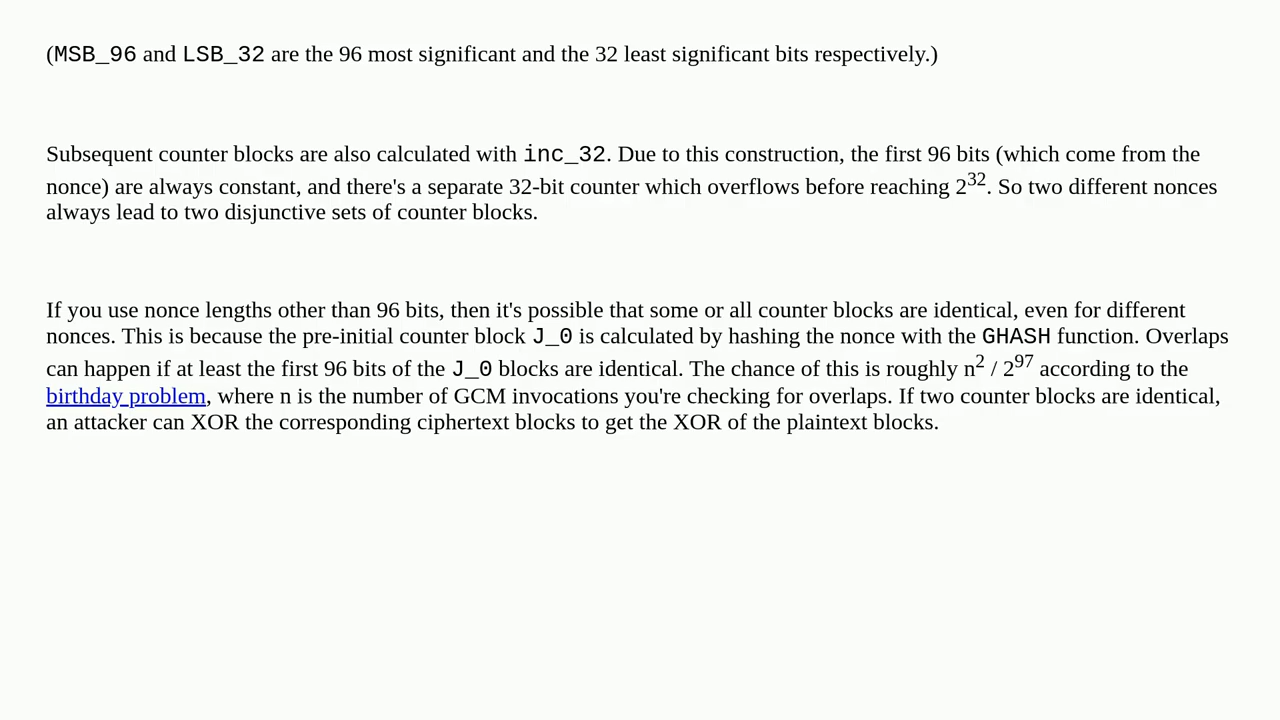 (MSB_96 and LSB_32 are the 96 most significant and the 32 least significant bits respectively.)
Subsequent counter blocks are also calculated with inc_32. Due to this construction, the first 96 bits (which come from the
nonce) are always constant, and there's a separate 32-bit counter which overflows before reaching 2^32. So two different nonces
always lead to two disjunctive sets of counter blocks.
If you use nonce lengths other than 96 bits, then it's possible that some or all counter blocks are identical, even for different
nonces. This is because the pre-initial counter block J_0 is calculated by hashing the nonce with the GHASH function. Overlaps
can happen if at least the first 96 bits of the J_0 blocks are identical. The chance of this is roughly n^2 / 2^97 according to the
birthday problem, where n is the number of GCM invocations you're checking for overlaps. If two counter blocks are identical,
an attacker can XOR the corresponding ciphertext blocks to get the XOR of the plaintext blocks.